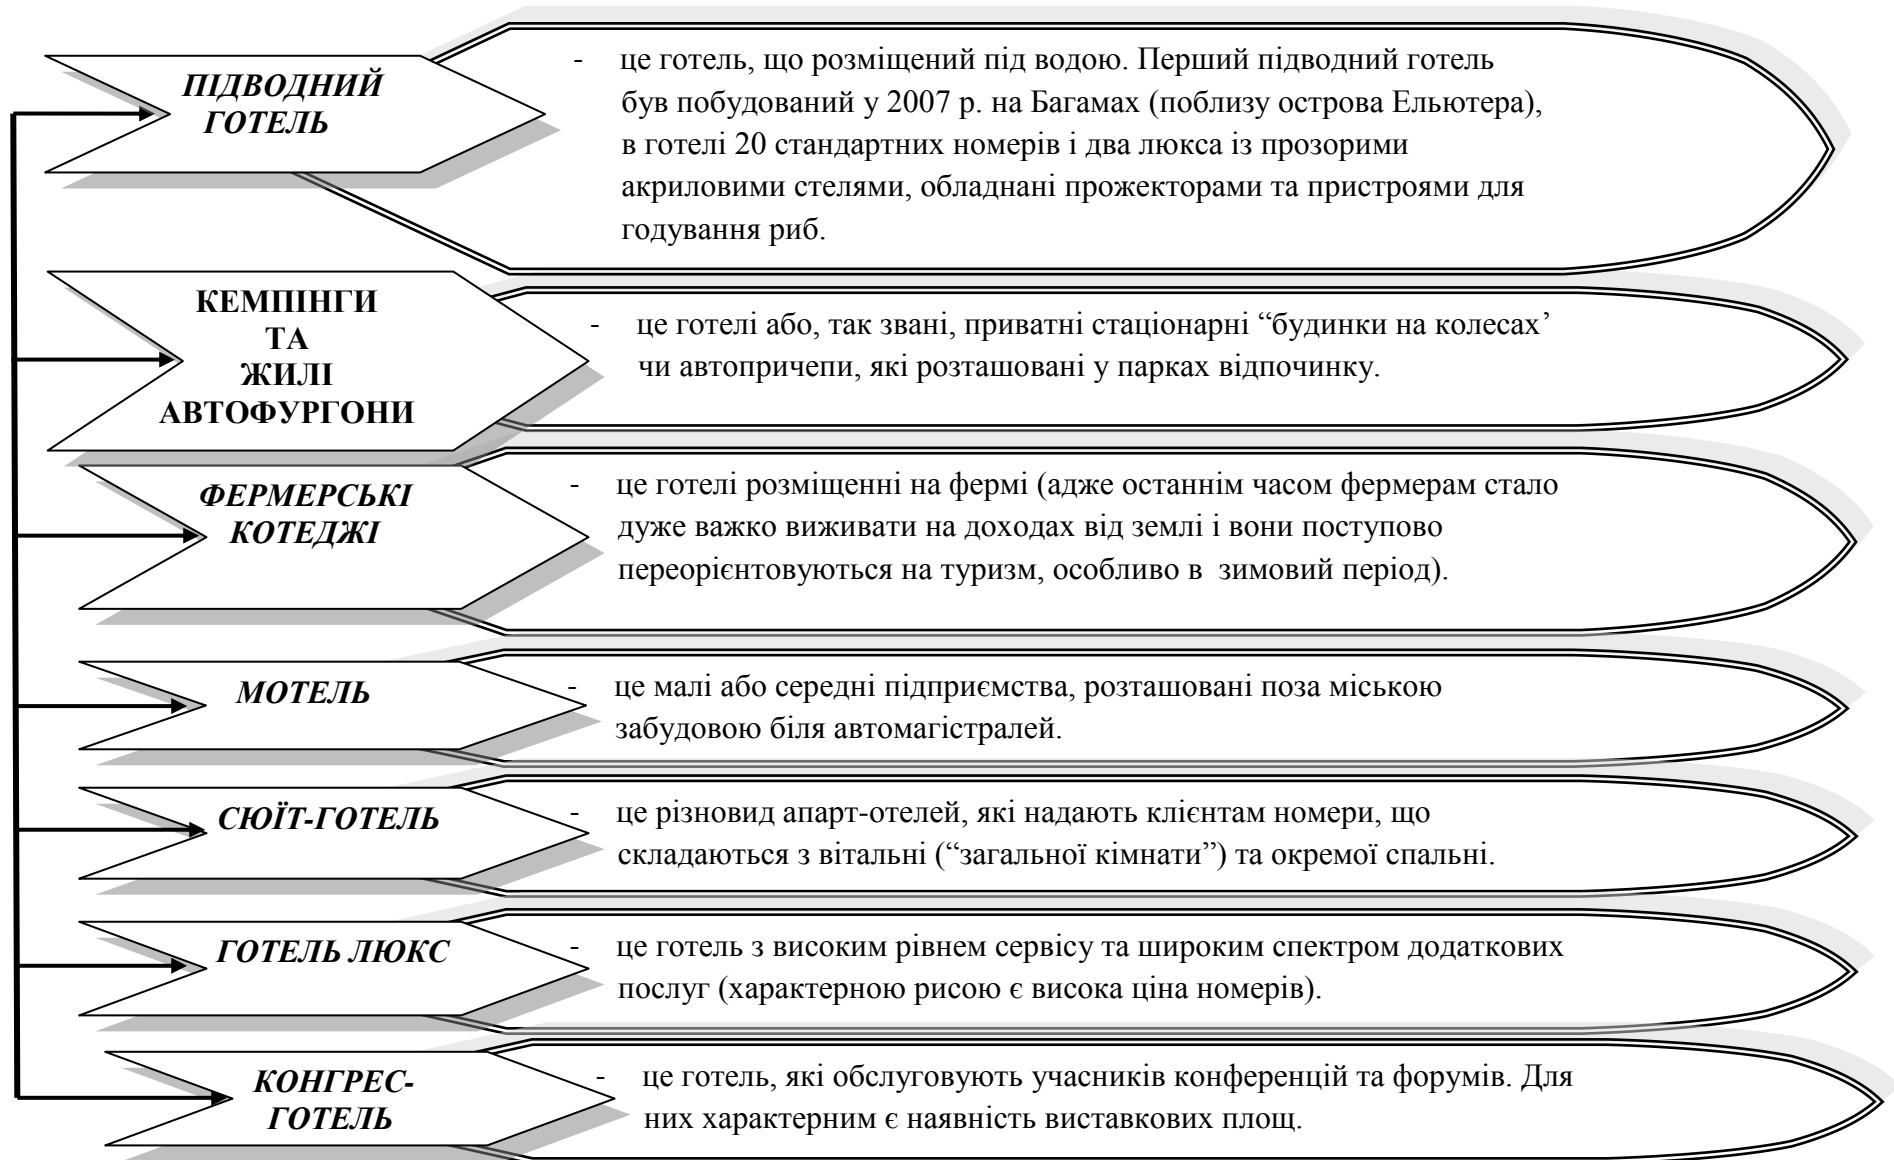 ПІДВОДНИЙ
ГОТЕЛЬ
- це готель, що розміщений під водою. Перший підводний готель
був побудований у 2007 р. на Багамах (поблизу острова Ельютера),
в готелі 20 стандартних номерів і два люкса із прозорими
акриловими стелями, обладнані прожекторами та пристроями для
годування риб.
КЕМПІНГИ
ТА
ЖИЛІ
АВТОФУРГОНИ
- це готелі або, так звані, приватні стаціонарні “будинки на колесах’
чи автопричепи, які розташовані у парках відпочинку.
ФЕРМЕРСЬКІ
КОТЕДЖІ
- це готелі розміщенні на фермі (адже останнім часом фермерам стало
дуже важко виживати на доходах від землі і вони поступово
переорієнтовуються на туризм, особливо в зимовий період).
МОТЕЛЬ
- це малі або середні підприємства, розташовані поза міською
забудовою біля автомагістралей.
СЮЇТ-ГОТЕЛЬ
- це різновид апарт-отелей, які надають клієнтам номери, що
складаються з вітальні (“загальної кімнати”) та окремої спальні.
ГОТЕЛЬ ЛЮКС
- це готель з високим рівнем сервісу та широким спектром додаткових
послуг (характерною рисою є висока ціна номерів).
КОНГРЕС-
ГОТЕЛЬ
- це готель, які обслуговують учасників конференцій та форумів. Для
них характерним є наявність виставкових площ.